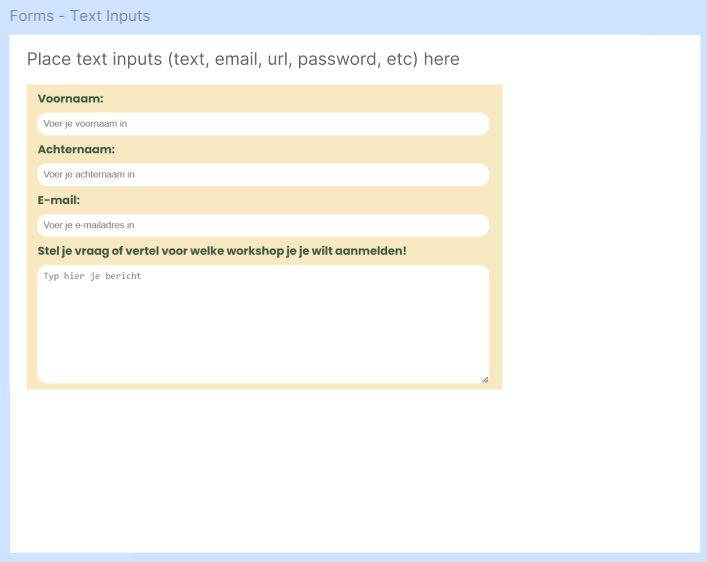 Forms - Text Inputs
Place text inputs (text, email, url, password, etc) here
Voornaam:
Voer je voornaam in
Achternaam:
Voer je achternaam in
E-mail:
Voer je e-mailadres in
Stel je vraag of vertel voor welke workshop je je wilt aanmelden!
Typ hier je bericht